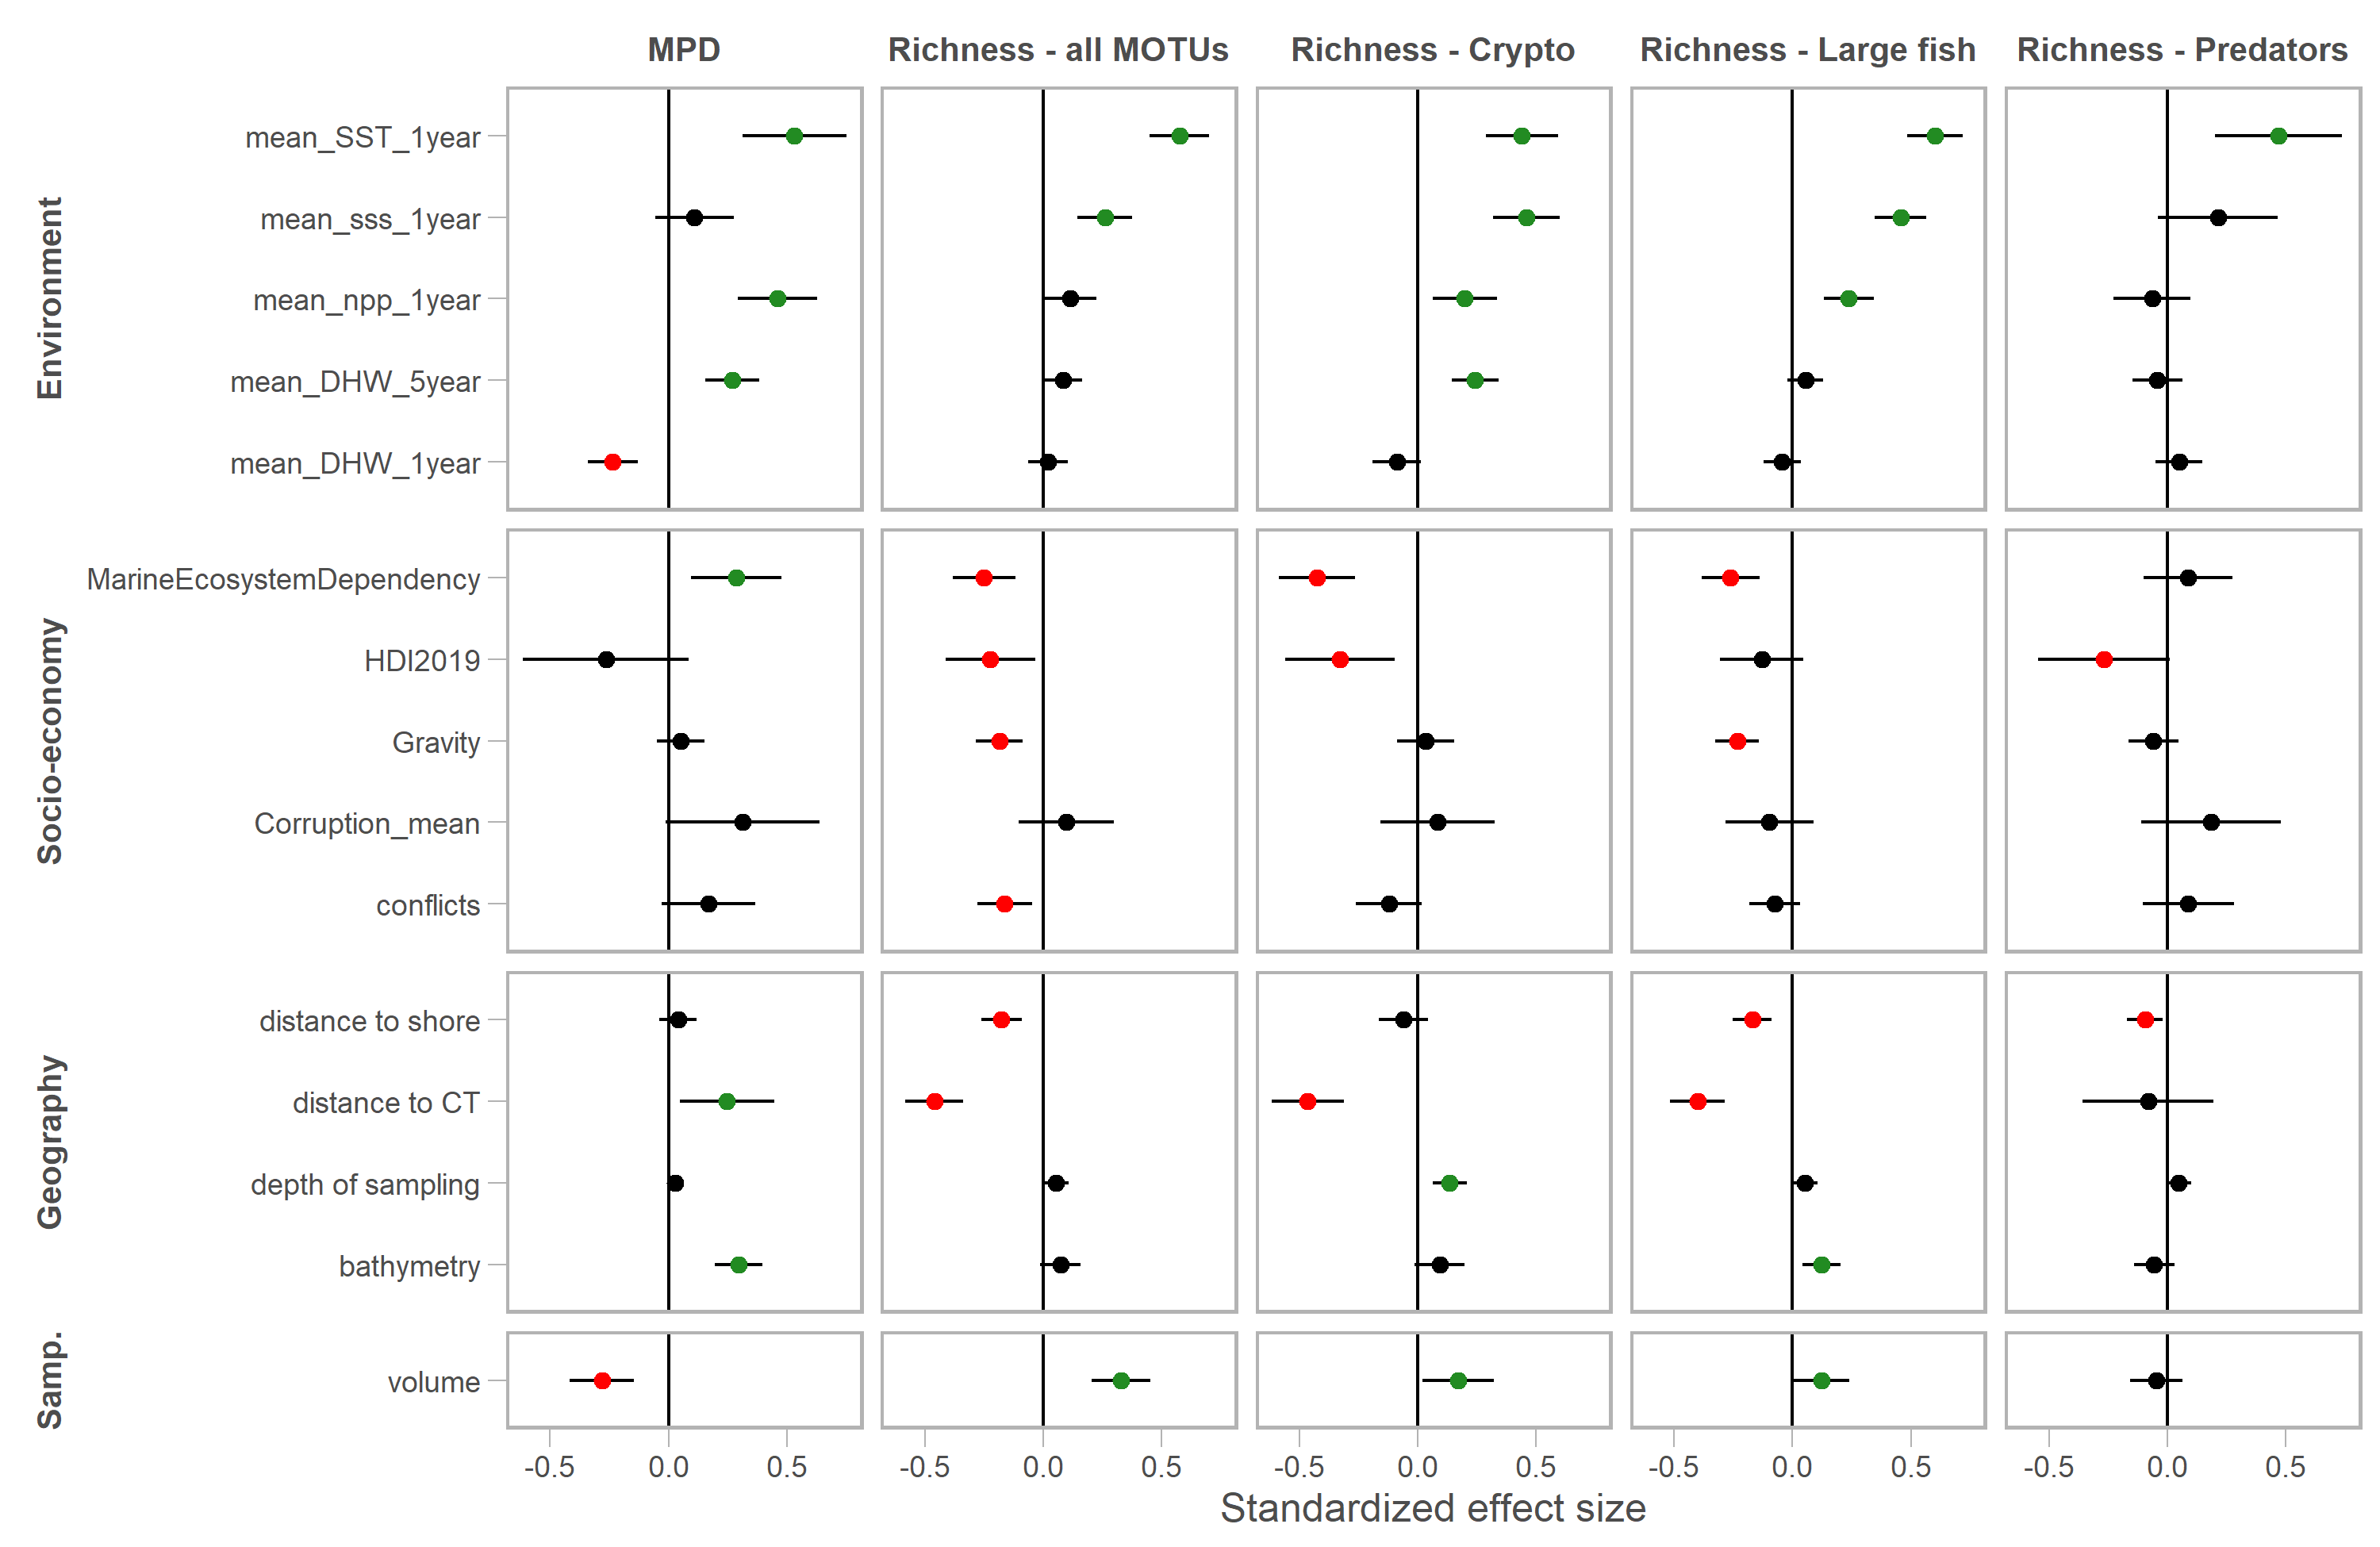 MPD Richness - all MOTUs Richness - Crypto Richness - Large fish Richness - Predators
Environment
mean_SST_1year
mean_sss_1year
mean_npp_1year
mean_DHW_5year
mean_DHW_1year
Socio-economy
MarineEcosystemDependency
HDI2019
Gravity
Corruption_mean
conflicts
Geography
distance to shore
distance to CT
depth of sampling
bathymetry
Samp.
volume
-0.5 0.0 0.5 -0.5 0.0 0.5 -0.5 0.0 0.5 -0.5 0.0 0.5 -0.5 0.0 0.5
Standardized effect size